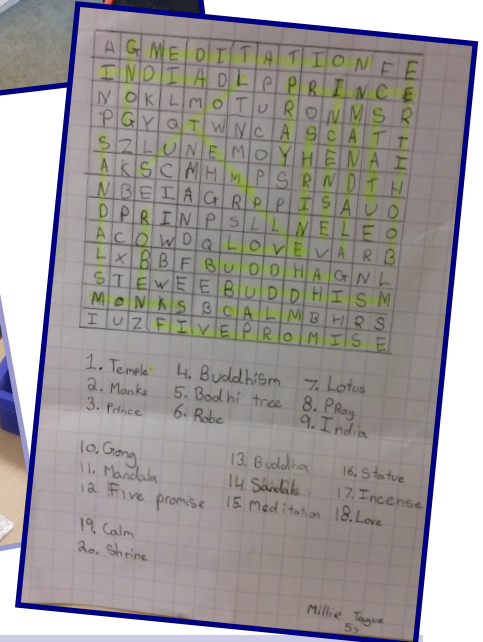 A G M E D I T A T I O N F E
I N D I A D L P P R I N C E
N O K L M O T U R O N M S R
P G Y Q T W N C A S C A T T
S Z L U N E M O Y H E N A I
A K S C M H M P S R N D T H
N B E I A G R P P I S A U O
D P R I N P S L L N E L E O
A C O W D Q L O V E V A R B
L X B B F B U D D H A G N L
S T E W E E B U D D H I S M
M O N K S B C A L M B H R S
I U Z F I V E P R O M I S E
1. Temple
2. Monks
3. Prince
4. Buddhism
5. Bodhi tree
6. Robe
7. Lotus
8. PRay
9. India
10. Gong
11. Mandala
12 Five promise
13. Buddha
14 Sandals
15. Meditation
16. Statue
17. Incense
18. Love
19. Calm
20. Shrine
Millie Tague
5S